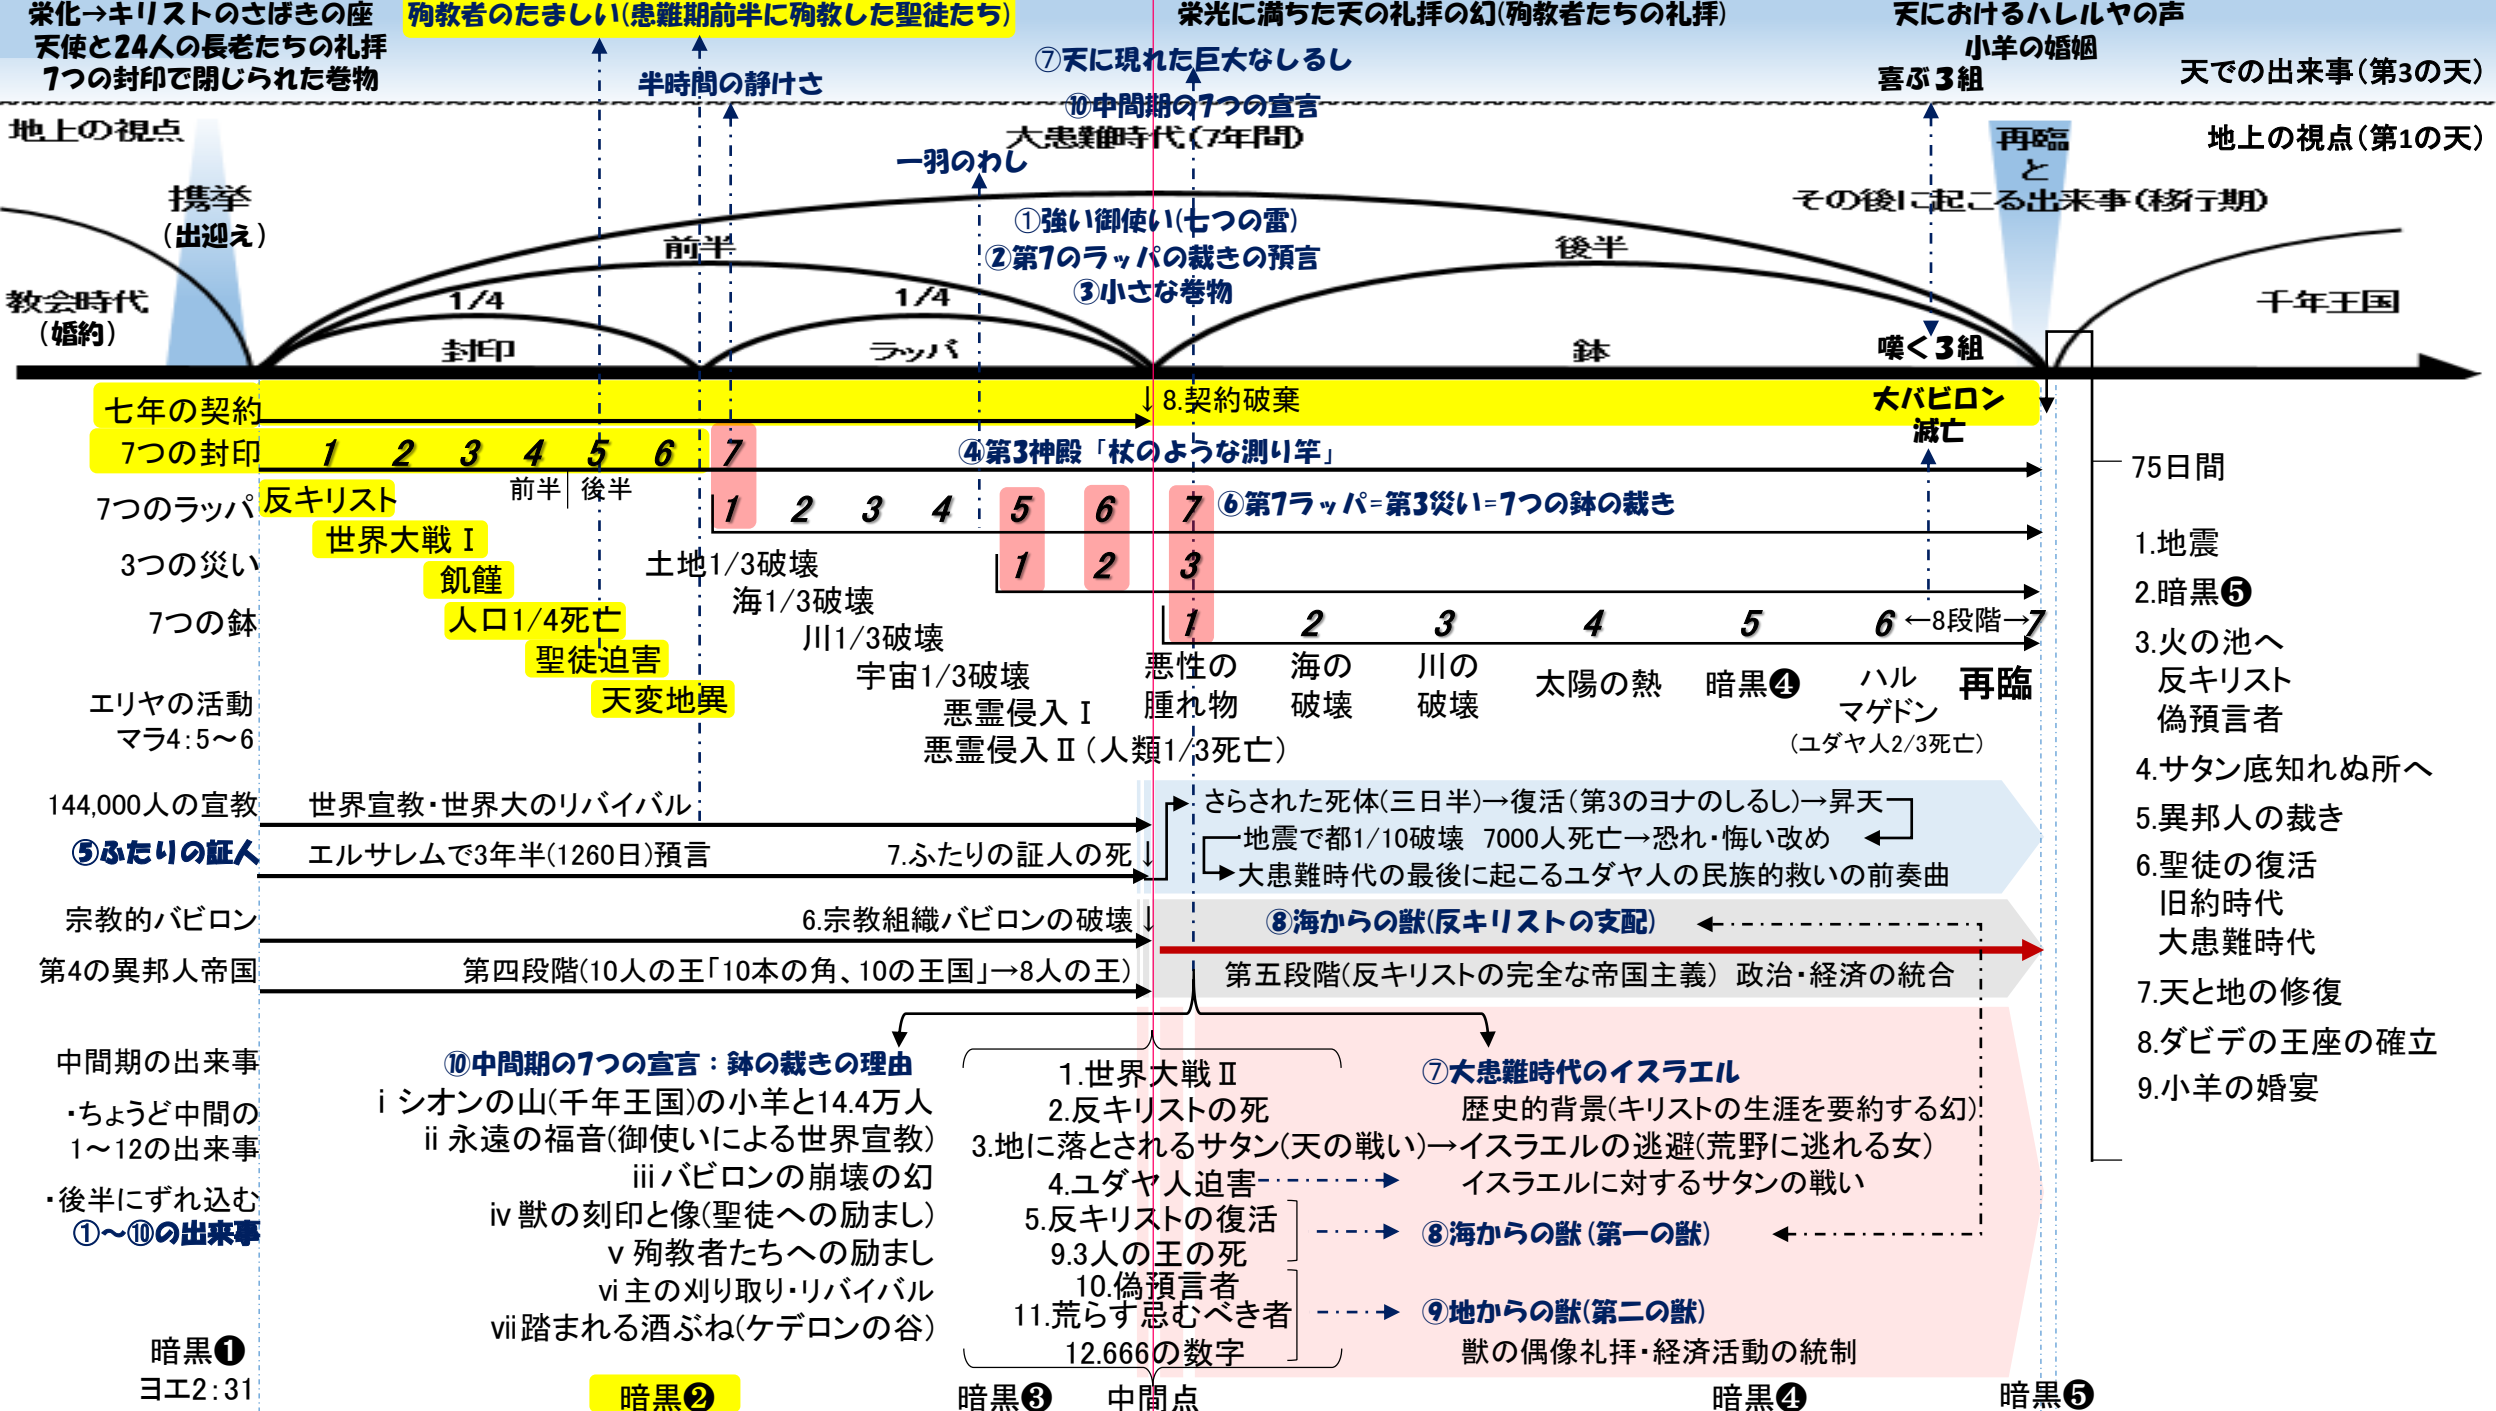 栄化→キリストのさばきの座
天使と24人の長老たちの礼拝
7つの封印で閉じられた巻物
殉教者のたましい(患難期前半に殉教した聖徒たち)
半時間の静けさ
栄光に満ちた天の礼拝の幻(殉教者たちの礼拝)
⑦天に現れた巨大なしるし
⑩中間期の7つの宣言
天におけるハレルヤの声
小羊の婚姻
喜ぶ3組
天での出来事(第3の天)
地上の視点
大患難時代(7年間)
地上の視点(第1の天)
携挙
(出迎え)
一羽のわし
再臨
と
その後に起こる出来事(移行期)
①強い御使い(七つの雷)
②第7のラッパの裁きの預言
③小さな巻物
前半
後半
教会時代
(婚約)
1/4
1/4
千年王国
封印
ラッパ
鉢
嘆く3組
七年の契約
↓8.契約破棄
大バビロン
滅亡
7つの封印
1 2 3 4 5 6 7
④第3神殿「杖のような測り竿」
前半 後半
75日間
7つのラッパ
1 2 3 4 5 6 7
⑥第7ラッパ=第3災い=7つの鉢の裁き
反キリスト
世界大戦Ⅰ
飢饉
人口1/4死亡
聖徒迫害
天変地異
3つの災い
1 2 3
土地1/3破壊
海1/3破壊
川1/3破壊
宇宙1/3破壊
悪霊侵入Ⅰ
悪霊侵入Ⅱ(人類1/3死亡)
7つの鉢
1 2 3 4 5 6 ←8段階→7
悪性の
腫れ物
海の
破壊
川の
破壊
太陽の熱
暗黒❹
ハル
マゲドン
(ユダヤ人2/3死亡)
再臨
1.地震
2.暗黒❺
3.火の池へ
反キリスト
偽預言者
4.サタン底知れぬ所へ
5.異邦人の裁き
6.聖徒の復活
旧約時代
大患難時代
7.天と地の修復
8.ダビデの王座の確立
9.小羊の婚宴
エリヤの活動
マラ4:5～6
144,000人の宣教
世界宣教・世界大のリバイバル
さらされた死体(三日半)→復活(第3のヨナのしるし)→昇天
地震で都1/10破壊 7000人死亡→恐れ・悔い改め
大患難時代の最後に起こるユダヤ人の民族的救いの前奏曲
⑤ふたりの証人
エルサレムで3年半(1260日)預言
7.ふたりの証人の死↓
宗教的バビロン
6.宗教組織バビロンの破壊↓
⑧海からの獣(反キリストの支配)
第4の異邦人帝国
第四段階(10人の王「10本の角、10の王国」→8人の王)
第五段階(反キリストの完全な帝国主義) 政治・経済の統合
中間期の出来事
・ちょうど中間の
1～12の出来事
・後半にずれ込む
①～⑩の出来事
⑩中間期の7つの宣言：鉢の裁きの理由
ⅰ シオンの山(千年王国)の小羊と14.4万人
ⅱ 永遠の福音(御使いによる世界宣教)
ⅲ バビロンの崩壊の幻
ⅳ 獣の刻印と像(聖徒への励まし)
ⅴ 殉教者たちへの励まし
ⅵ 主の刈り取り・リバイバル
ⅶ 踏まれる酒ぶね(ケデロンの谷)
1.世界大戦Ⅱ
2.反キリストの死
3.地に落とされるサタン(天の戦い)→イスラエルの逃避(荒野に逃れる女)
4.ユダヤ人迫害
5.反キリストの復活
9.3人の王の死
10.偽預言者
11.荒らす忌むべき者
12.666の数字
⑦大患難時代のイスラエル
歴史的背景(キリストの生涯を要約する幻)
イスラエルに対するサタンの戦い
⑧海からの獣(第一の獣)
⑨地からの獣(第二の獣)
獣の偶像礼拝・経済活動の統制
暗黒❶
ヨエ2:31
暗黒❷
暗黒❸
中間点
暗黒❹
暗黒❺